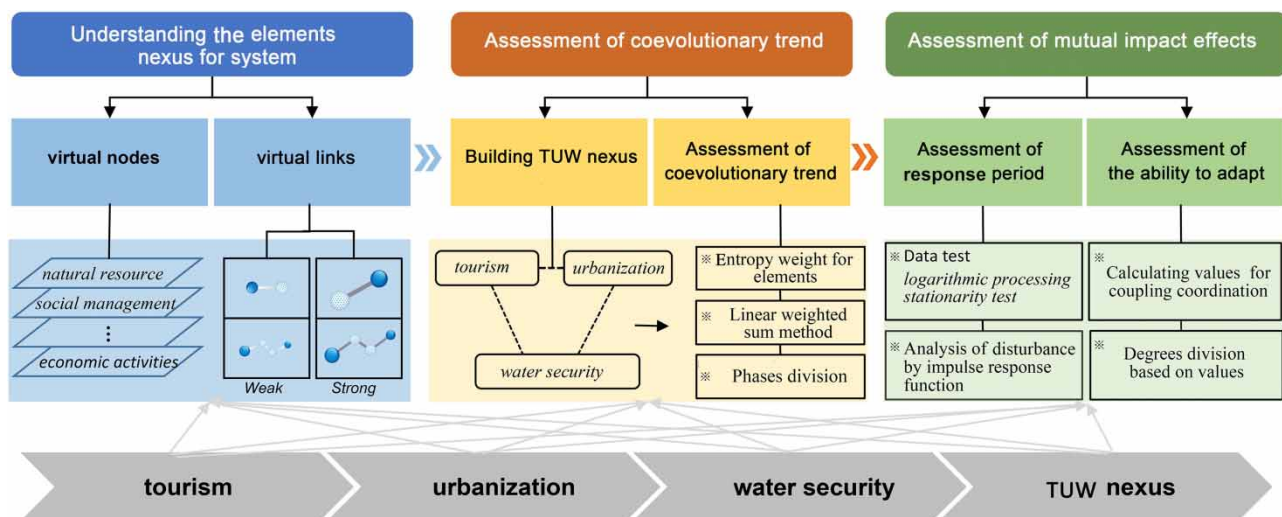 Understanding the elements
nexus for system
virtual nodes
virtual links
natural resource
social management
⋮
economic activities
Weak
Strong
Assessment of coevolutionary trend
Building TUW nexus
Assessment of
coevolutionary trend
tourism
urbanization
water security
※ Entropy weight for
elements
※ Linear weighted
sum method
※ Phases division
Assessment of mutual impact effects
Assessment of
response period
Assessment of
the ability to adapt
※ Data test
logarithmic processing
stationarity test
※ Analysis of disturbance
by impulse response
function
※ Calculating values for
coupling coordination
※ Degrees division
based on values
tourism
urbanization
water security
TUW nexus